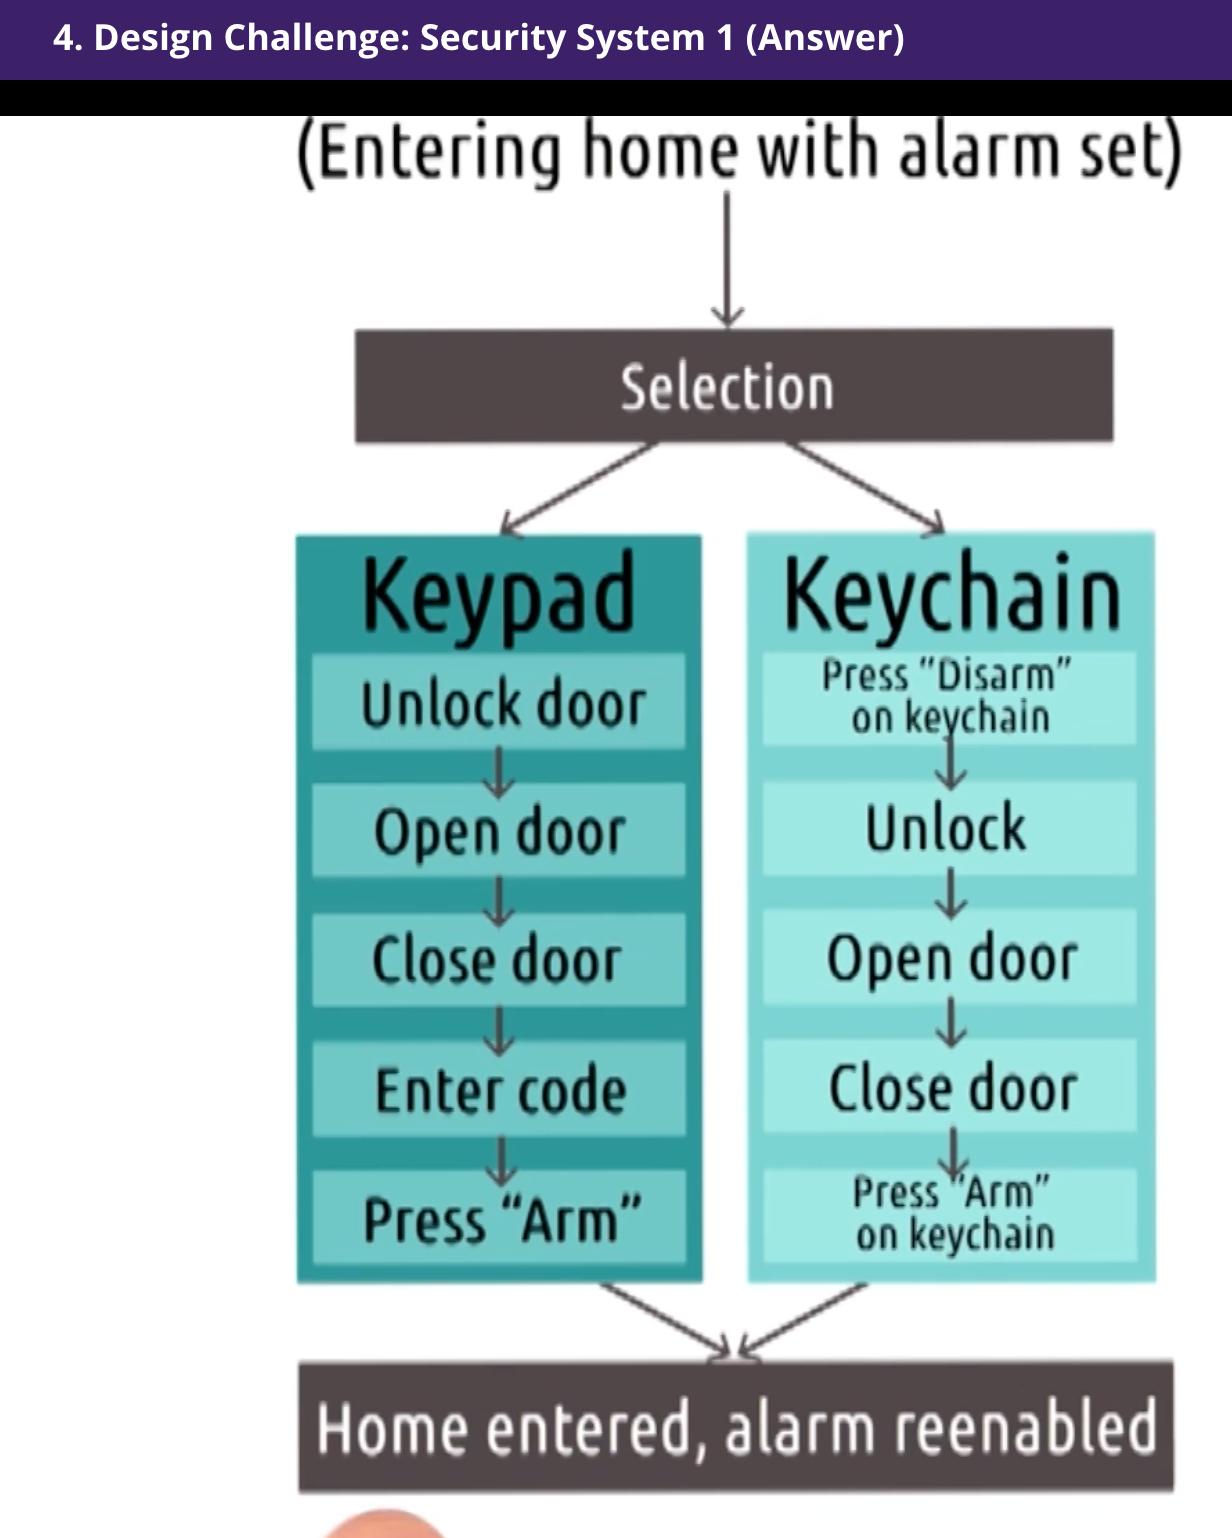 4. Design Challenge: Security System 1 (Answer)
(Entering home with alarm set)
Selection
Keypad
Unlock door
Open door
Close door
Enter code
Press “Arm”
Keychain
Press “Disarm”
on keychain
Unlock
Open door
Close door
Press “Arm”
on keychain
Home entered, alarm reenabled